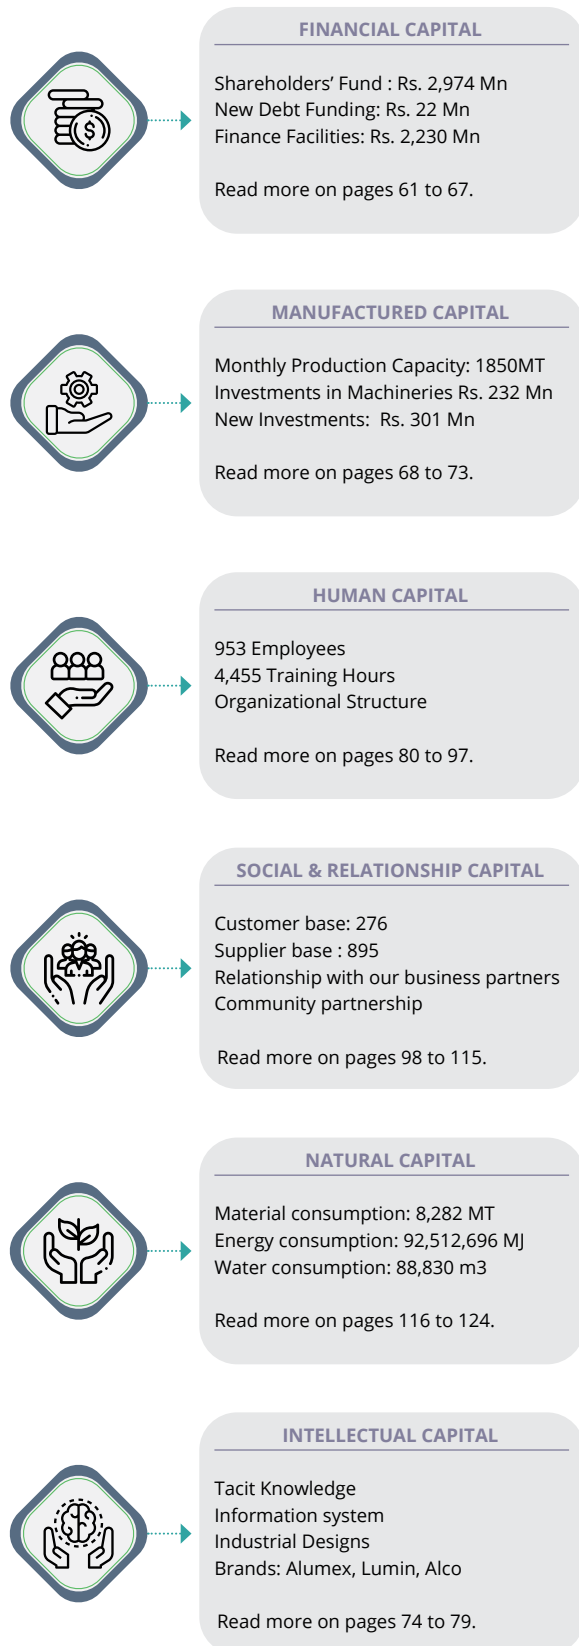 FINANCIAL CAPITAL
Shareholders’ Fund : Rs. 2,974 Mn
New Debt Funding: Rs. 22 Mn
Finance Facilities: Rs. 2,230 Mn
Read more on pages 61 to 67.
MANUFACTURED CAPITAL
Monthly Production Capacity: 1850MT
Investments in Machineries Rs. 232 Mn
New Investments: Rs. 301 Mn
Read more on pages 68 to 73.
HUMAN CAPITAL
953 Employees
4,455 Training Hours
Organizational Structure
Read more on pages 80 to 97.
SOCIAL & RELATIONSHIP CAPITAL
Customer base: 276
Supplier base : 895
Relationship with our business partners
Community partnership
Read more on pages 98 to 115.
NATURAL CAPITAL
Material consumption: 8,282 MT
Energy consumption: 92,512,696 MJ
Water consumption: 88,830 m3
Read more on pages 116 to 124.
INTELLECTUAL CAPITAL
Tacit Knowledge
Information system
Industrial Designs
Brands: Alumex, Lumin, Alco
Read more on pages 74 to 79.